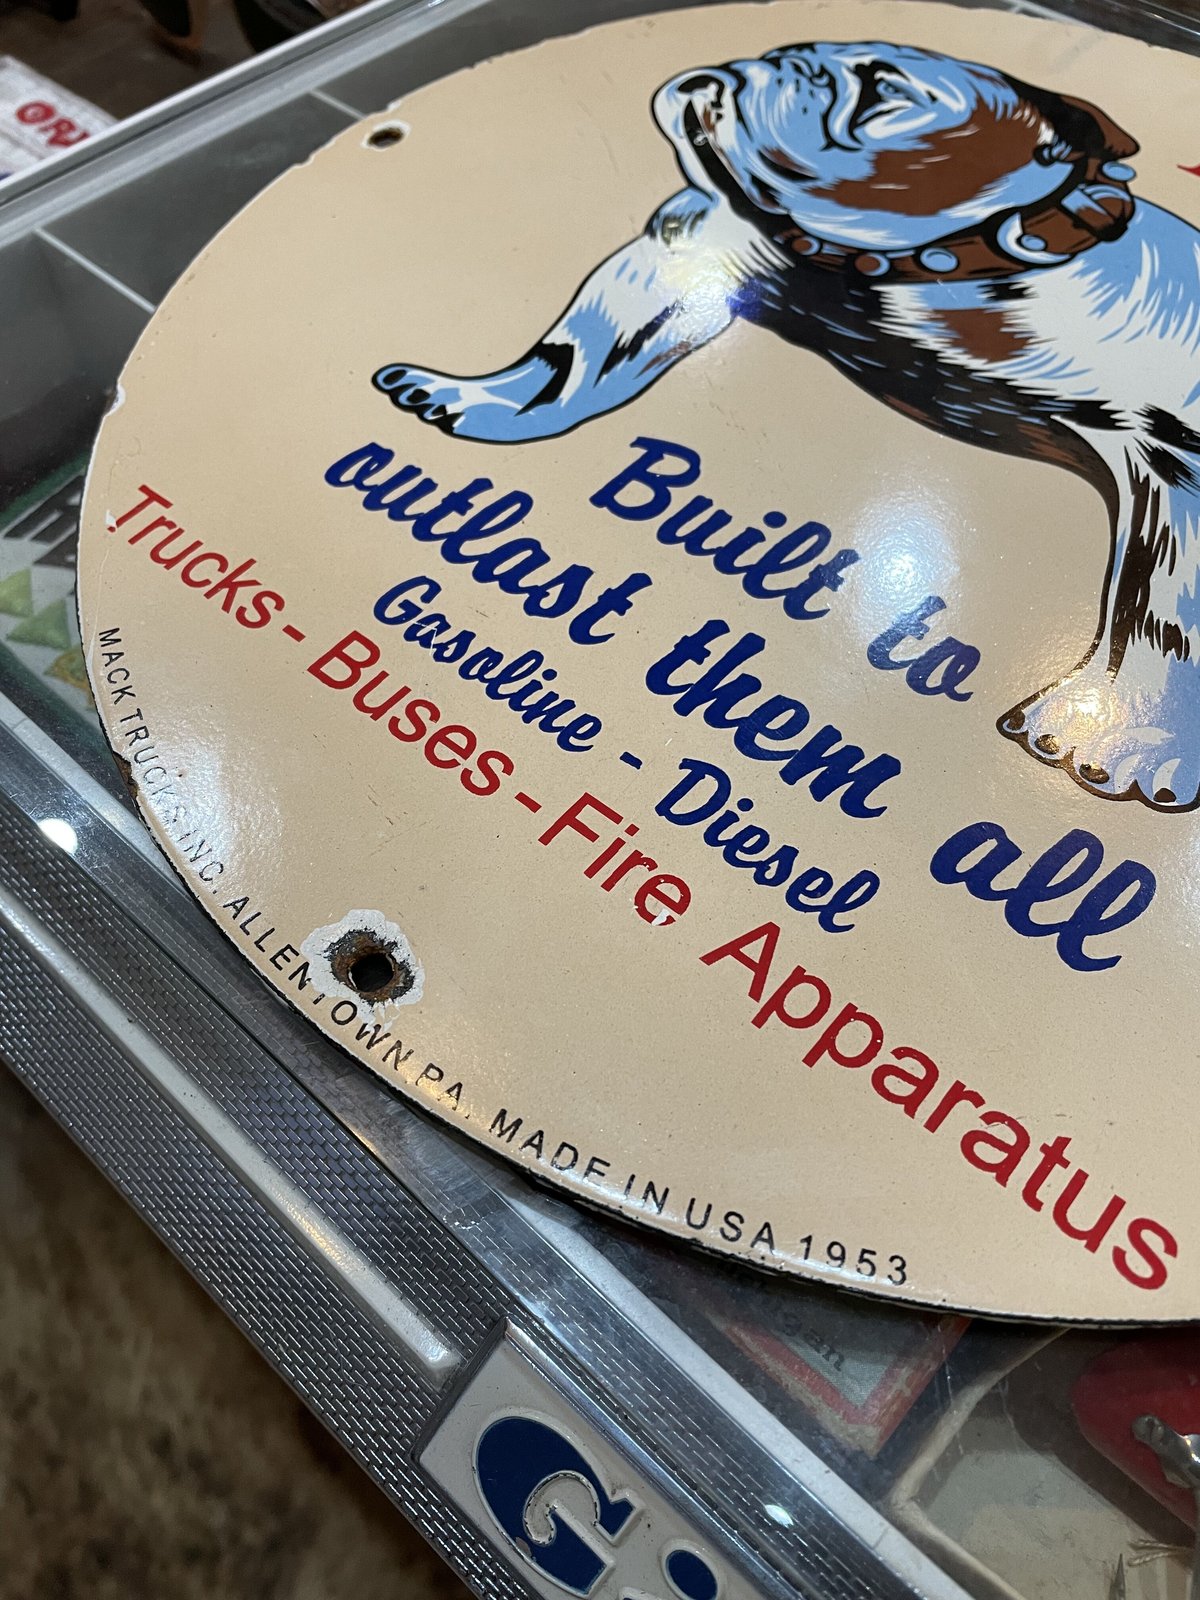 Built to
outlast them all
Gasoline - Diesel
Trucks - Buses - Fire Apparatus
MACK TRUCKS INC. ALLENTOWN PA. MADE IN USA 1953